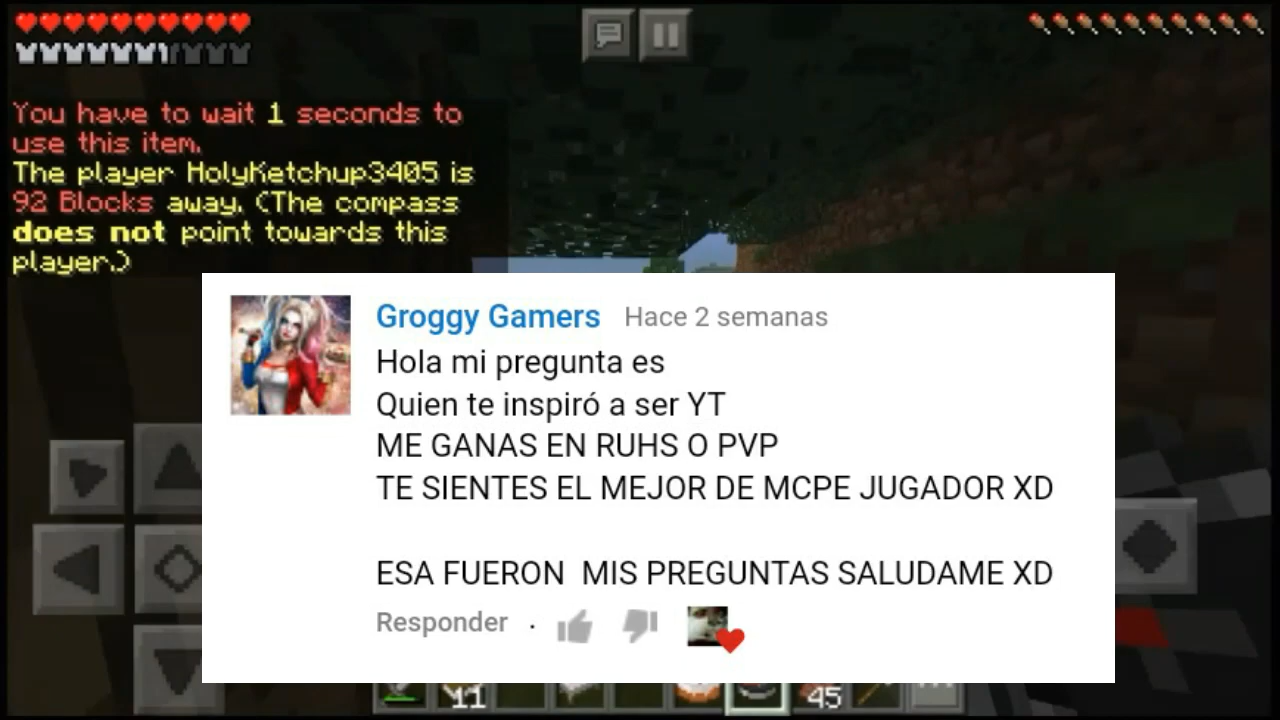 You have to wait 1 seconds to
use this item.
The player HolyKetchup3405 is
92 Blocks away. (The compass
does not point towards this
player.)
Groggy Gamers Hace 2 semanas
Hola mi pregunta es
Quien te inspiró a ser YT
ME GANAS EN RUHS O PVP
TE SIENTES EL MEJOR DE MCPE JUGADOR XD
ESA FUERON MIS PREGUNTAS SALUDAME XD
Responder ·
11 45